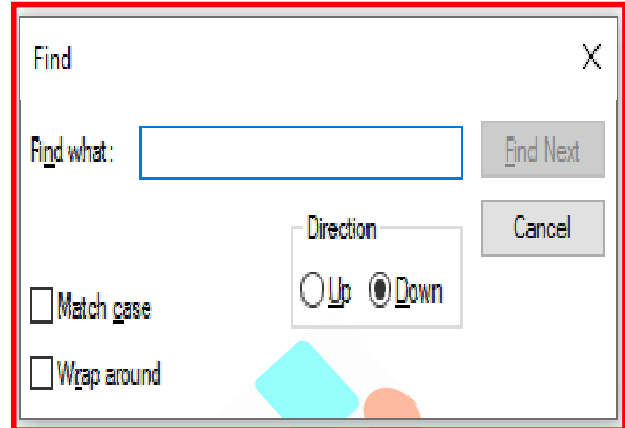 Find
Find what:
Find Next
Direction
Cancel
Up Down
Match case
Wrap around